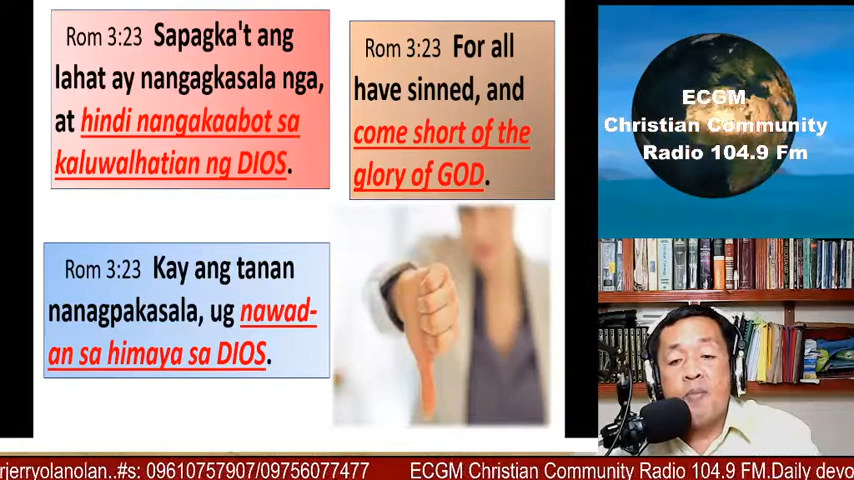 Rom 3:23 Sapagka't ang
lahat ay nangagkasala nga,
at hindi nangakaabot sa
kaluwalhatian ng DIOS.
Rom 3:23 For all
have sinned, and
come short of the
glory of GOD.
Rom 3:23 Kay ang tanan
nanagpakasala, ug nawad-
an sa himaya sa DIOS.
ECGM
Christian Community
Radio 104.9 Fm
rjerryolanolan..#s: 09610757907/09756077477 ECGM Christian Community Radio 104.9 FM.Daily devo